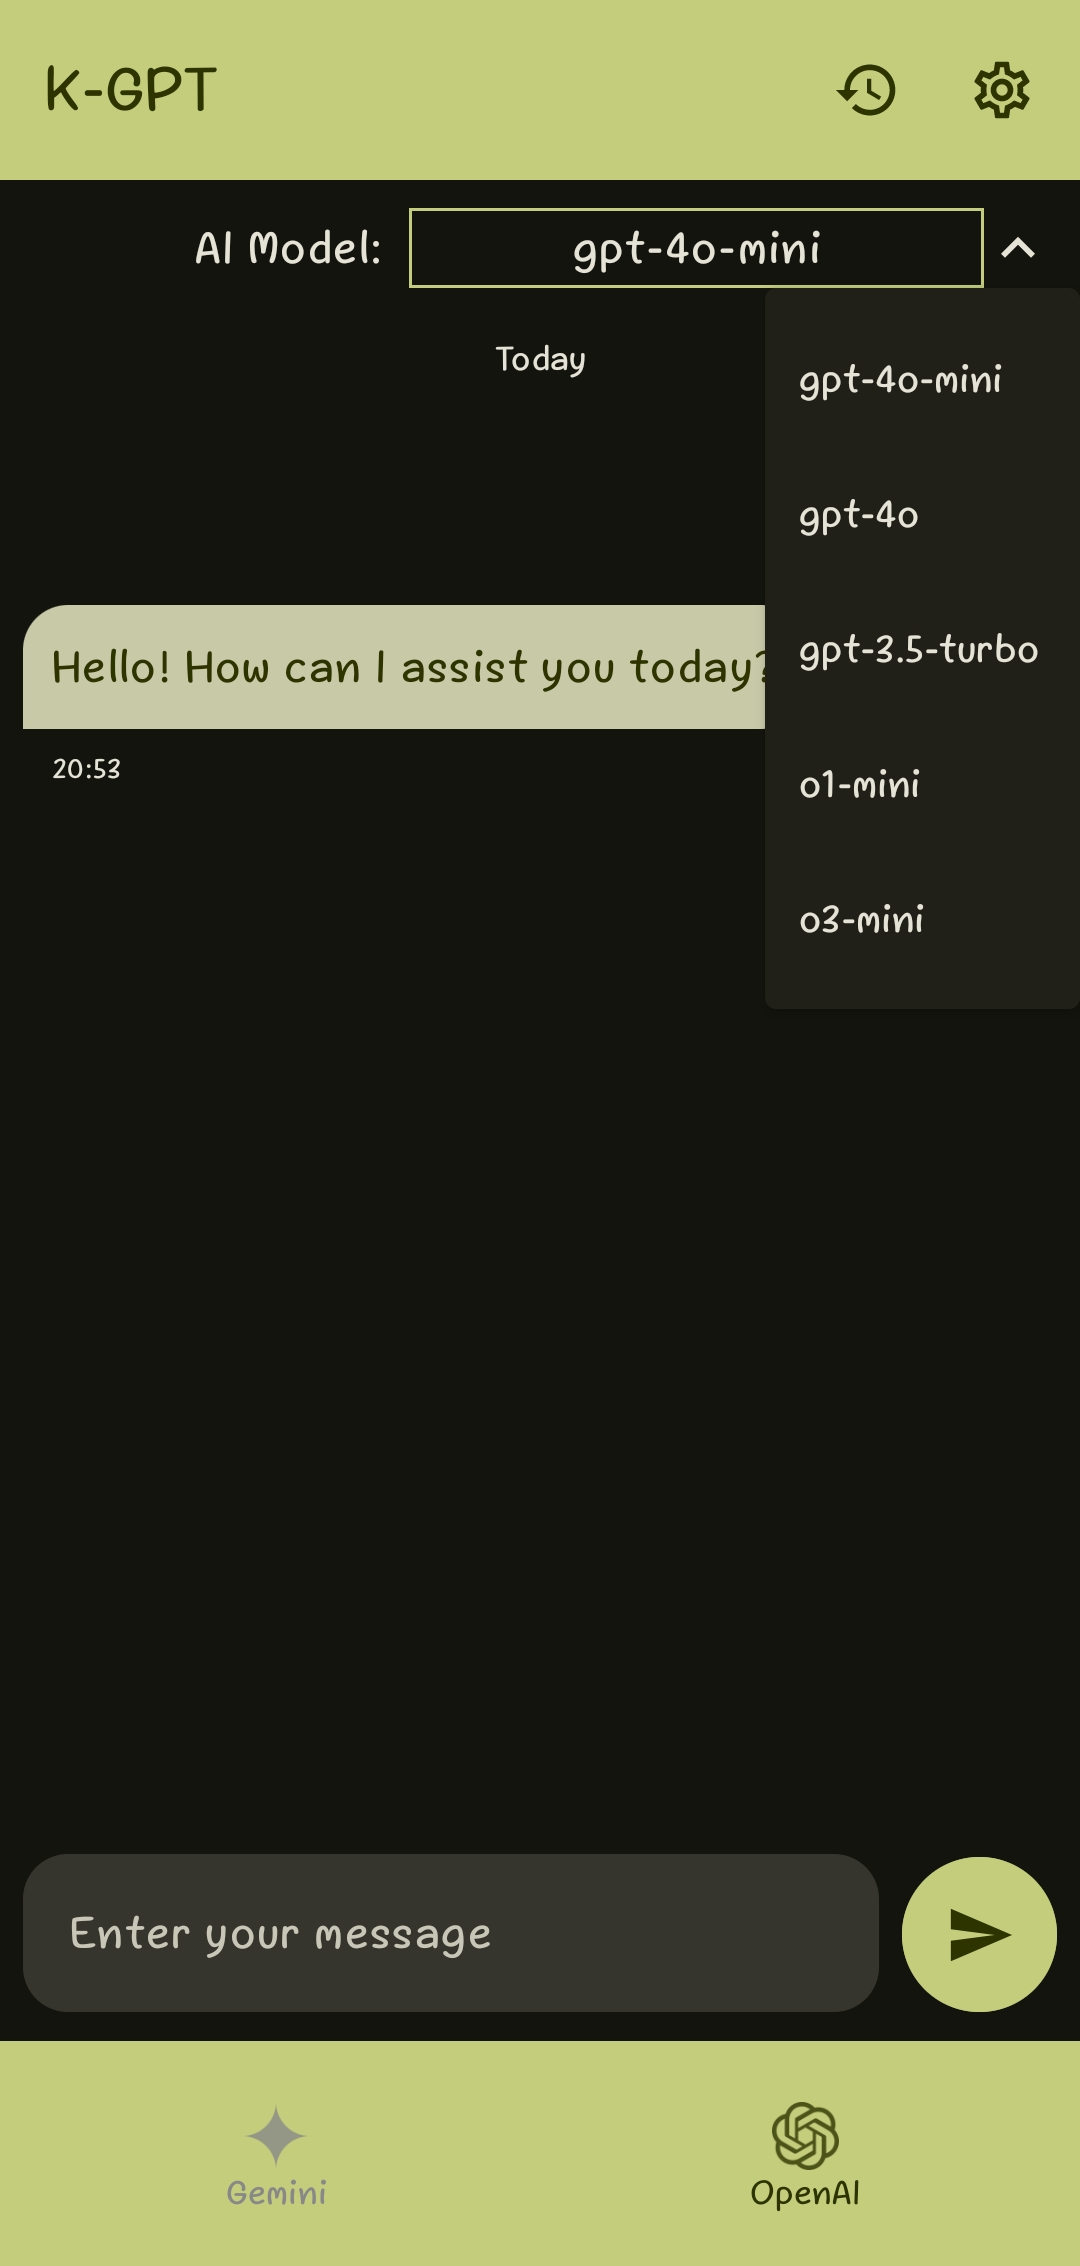 K-GPT
AI Model: gpt-4o-mini
Today
gpt-4o-mini
gpt-4o
gpt-3.5-turbo
o1-mini
o3-mini
Hello! How can I assist you today?
20:53
Enter your message
Gemini
OpenAI